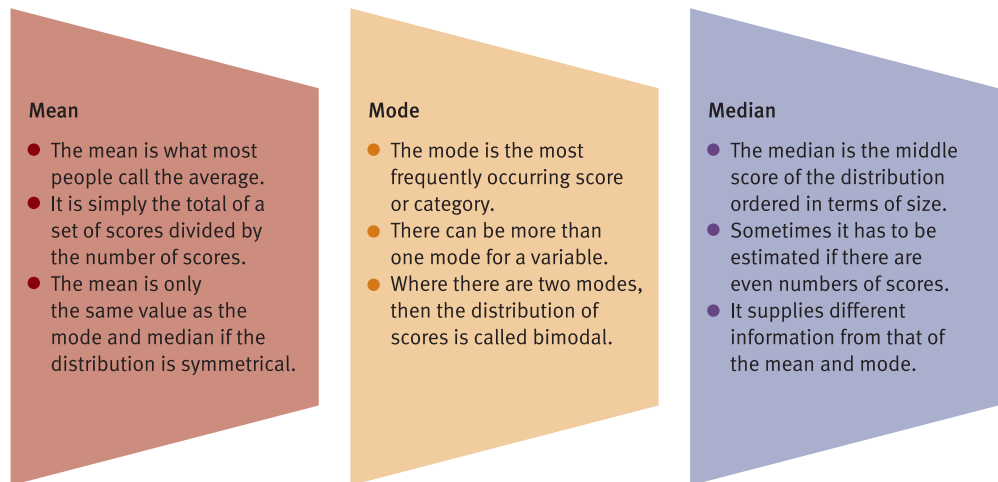 Mean
● The mean is what most
people call the average.
● It is simply the total of a
set of scores divided by
the number of scores.
● The mean is only
the same value as the
mode and median if the
distribution is symmetrical.
Mode
● The mode is the most
frequently occurring score
or category.
● There can be more than
one mode for a variable.
● Where there are two modes,
then the distribution of
scores is called bimodal.
Median
● The median is the middle
score of the distribution
ordered in terms of size.
● Sometimes it has to be
estimated if there are
even numbers of scores.
● It supplies different
information from that of
the mean and mode.